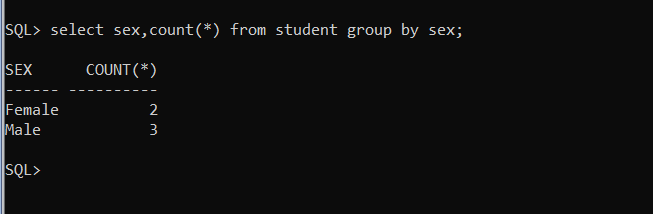 SQL> select sex,count(*) from student group by sex;
SEX      COUNT(*)
------ ----------
Female          2
Male            3
SQL>